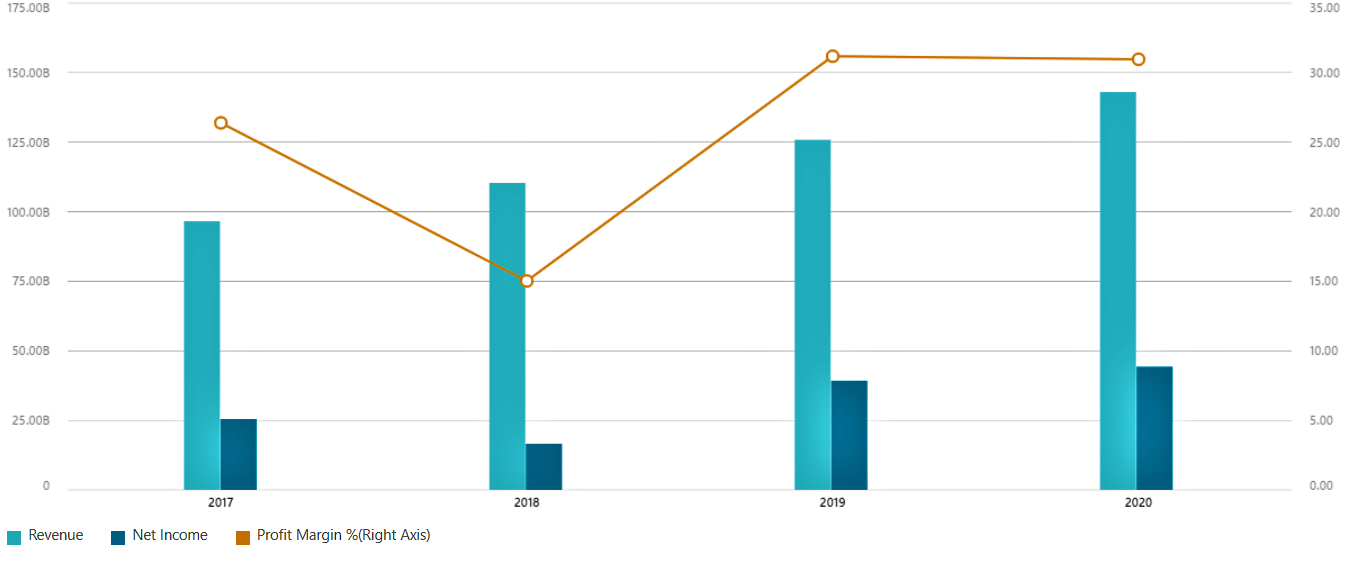 175.00B 35.00
150.00B 30.00
125.00B 25.00
100.00B 20.00
75.00B 15.00
50.00B 10.00
25.00B 5.00
0 0.00
2017 2018 2019 2020
Revenue Net Income Profit Margin %(Right Axis)